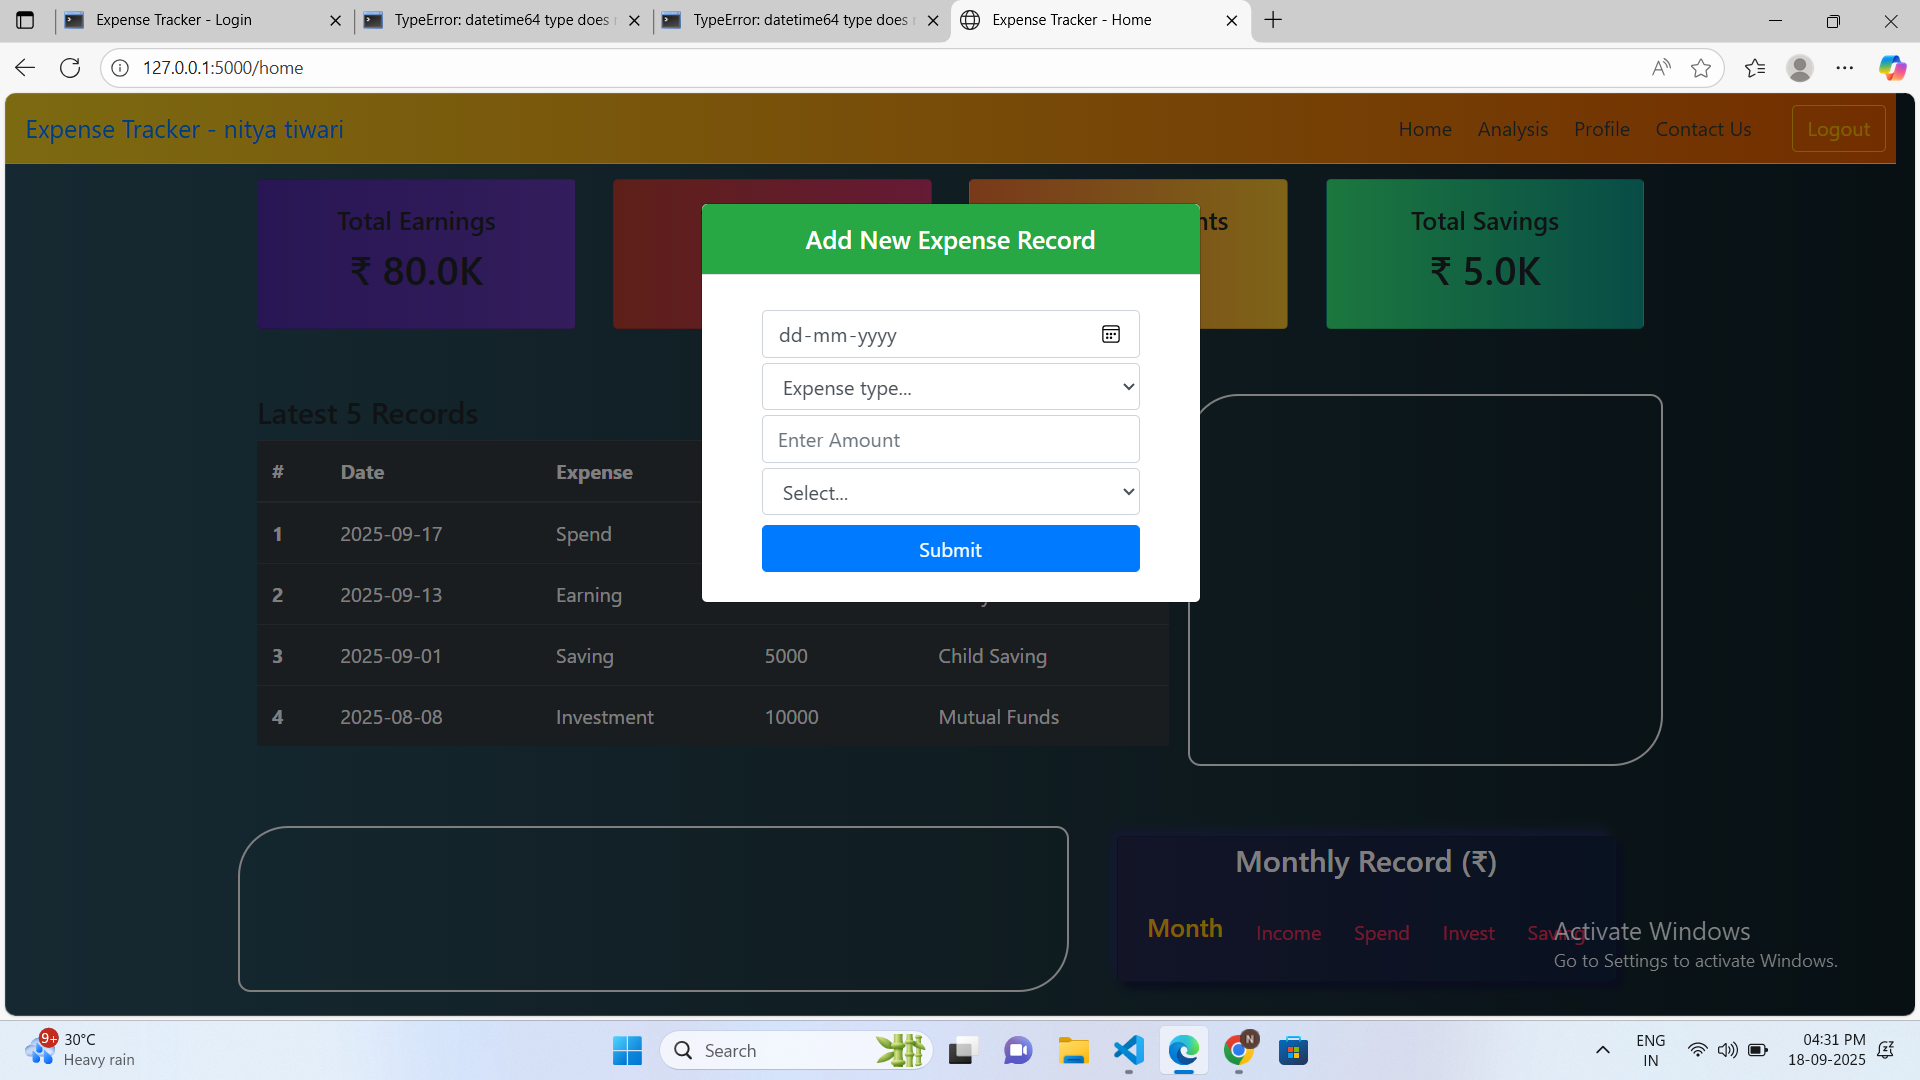 Expense Tracker - Login
TypeError: datetime64 type does
TypeError: datetime64 type does
Expense Tracker - Home
127.0.0.1:5000/home
Expense Tracker - nitya tiwari
Home Analysis Profile Contact Us Logout
Total Earnings
₹ 80.0K
Total Savings
₹ 5.0K
Add New Expense Record
dd-mm-yyyy
Expense type...
Enter Amount
Select...
Submit
Latest 5 Records
# Date Expense
1 2025-09-17 Spend
2 2025-09-13 Earning
3 2025-09-01 Saving 5000 Child Saving
4 2025-08-08 Investment 10000 Mutual Funds
Monthly Record (₹)
Month Income Spend Invest Saving
Activate Windows
Go to Settings to activate Windows.
9+
30°C
Heavy rain
Search
N
ENG
IN
04:31 PM
18-09-2025